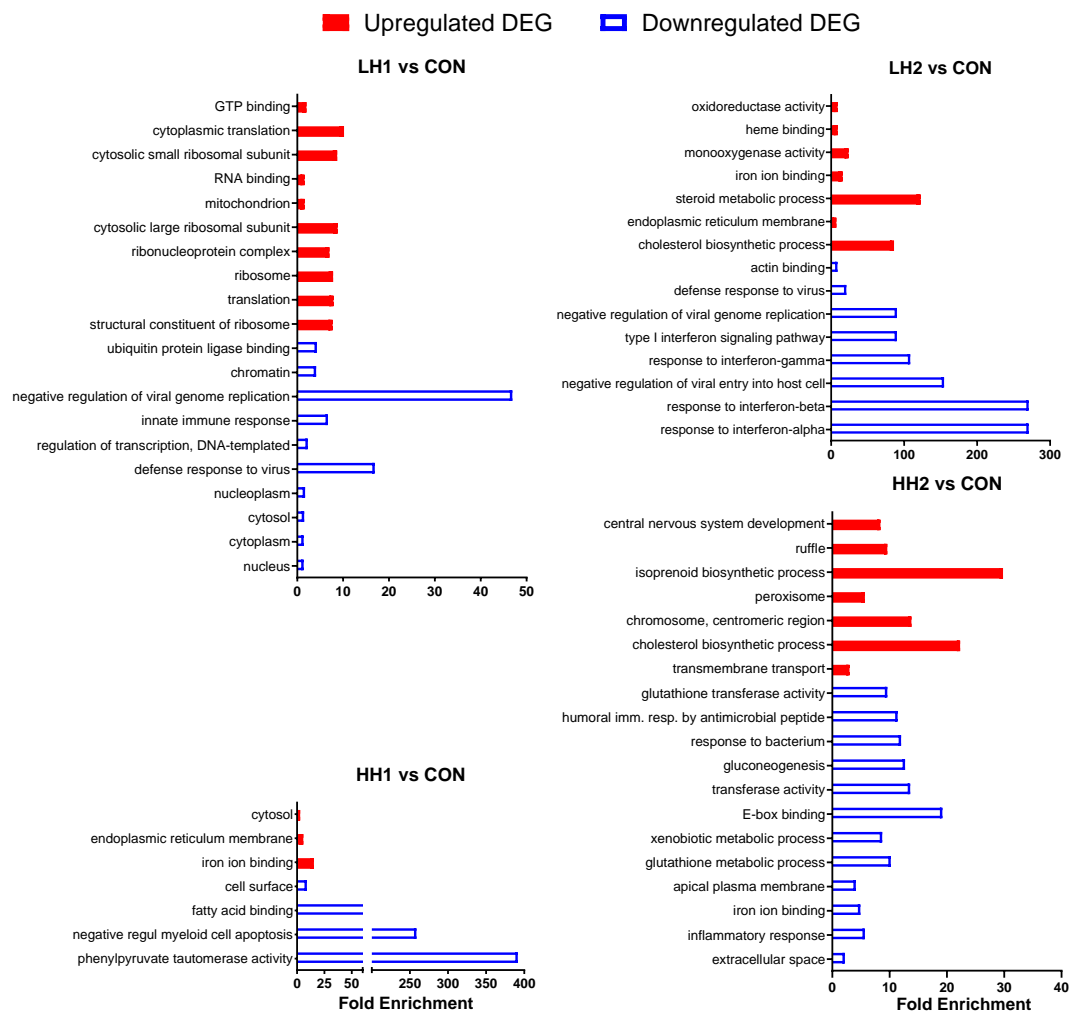 Upregulated DEG
Downregulated DEG
LH1 vs CON
GTP binding
cytoplasmic translation
cytosolic small ribosomal subunit
RNA binding
mitochondrion
cytosolic large ribosomal subunit
ribonucleoprotein complex
ribosome
translation
structural constituent of ribosome
ubiquitin protein ligase binding
chromatin
negative regulation of viral genome replication
innate immune response
regulation of transcription, DNA-templated
defense response to virus
nucleoplasm
cytosol
cytoplasm
nucleus
0 10 20 30 40 50
LH2 vs CON
oxidoreductase activity
heme binding
monooxygenase activity
iron ion binding
steroid metabolic process
endoplasmic reticulum membrane
cholesterol biosynthetic process
actin binding
defense response to virus
negative regulation of viral genome replication
type I interferon signaling pathway
response to interferon-gamma
negative regulation of viral entry into host cell
response to interferon-beta
response to interferon-alpha
0 100 200 300
HH1 vs CON
cytosol
endoplasmic reticulum membrane
iron ion binding
cell surface
fatty acid binding
negative regul myeloid cell apoptosis
phenylpyruvate tautomerase activity
0 25 50 250 300 350 400
Fold Enrichment
HH2 vs CON
central nervous system development
ruffle
isoprenoid biosynthetic process
peroxisome
chromosome, centromeric region
cholesterol biosynthetic process
transmembrane transport
glutathione transferase activity
humoral imm. resp. by antimicrobial peptide
response to bacterium
gluconeogenesis
transferase activity
E-box binding
xenobiotic metabolic process
glutathione metabolic process
apical plasma membrane
iron ion binding
inflammatory response
extracellular space
0 10 20 30 40
Fold Enrichment